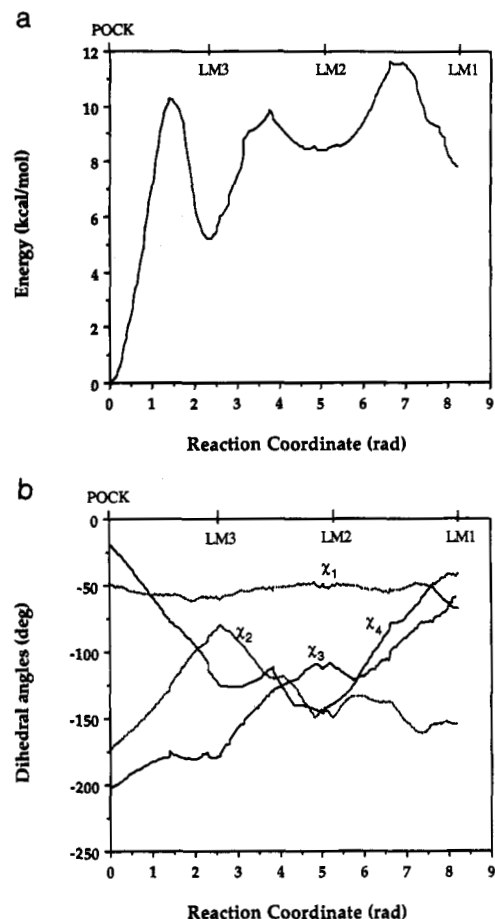 a
POCK
12
LM3 LM2 LM1
10
8
6
4
2
0
Energy (kcal/mol)
0 1 2 3 4 5 6 7 8 9
Reaction Coordinate (rad)
b
POCK
0
LM3 LM2 LM1
-50
χ1
χ2
χ3
χ4
-100
-150
-200
-250
Dihedral angles (deg)
0 1 2 3 4 5 6 7 8 9
Reaction Coordinate (rad)